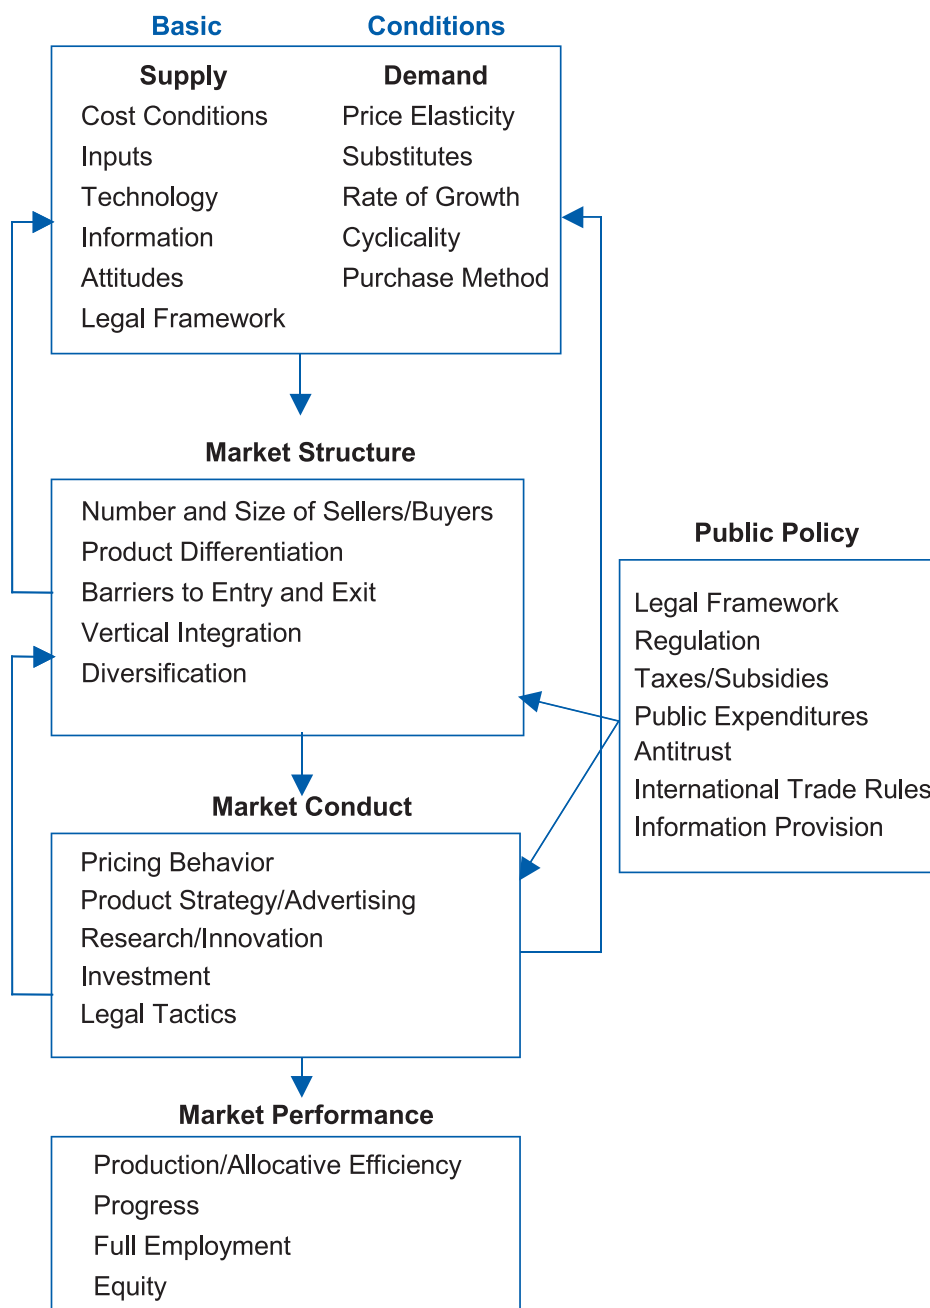 Basic Conditions
Supply
Cost Conditions
Inputs
Technology
Information
Attitudes
Legal Framework
Demand
Price Elasticity
Substitutes
Rate of Growth
Cyclicality
Purchase Method
Market Structure
Number and Size of Sellers/Buyers
Product Differentiation
Barriers to Entry and Exit
Vertical Integration
Diversification
Public Policy
Legal Framework
Regulation
Taxes/Subsidies
Public Expenditures
Antitrust
International Trade Rules
Information Provision
Market Conduct
Pricing Behavior
Product Strategy/Advertising
Research/Innovation
Investment
Legal Tactics
Market Performance
Production/Allocative Efficiency
Progress
Full Employment
Equity